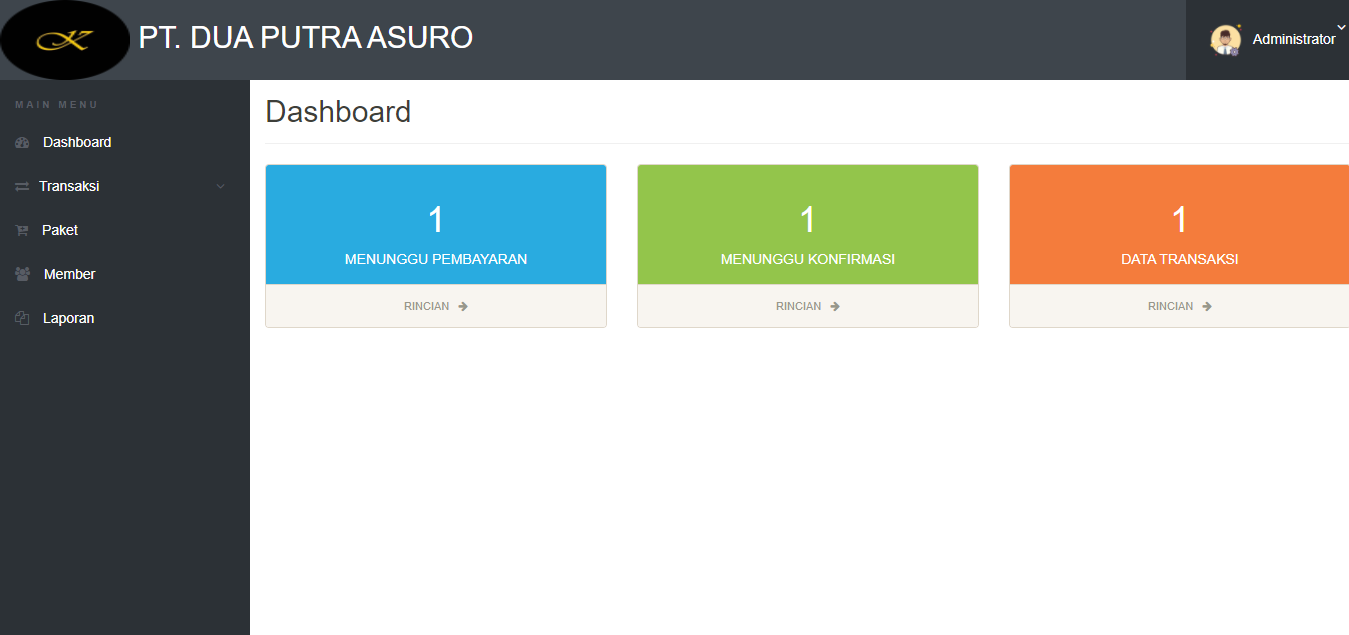 K
PT. DUA PUTRA ASURO
Administrator
MAIN MENU
Dashboard
Transaksi
Paket
Member
Laporan
Dashboard
1
MENUNGGU PEMBAYARAN
RINCIAN
1
MENUNGGU KONFIRMASI
RINCIAN
1
DATA TRANSAKSI
RINCIAN